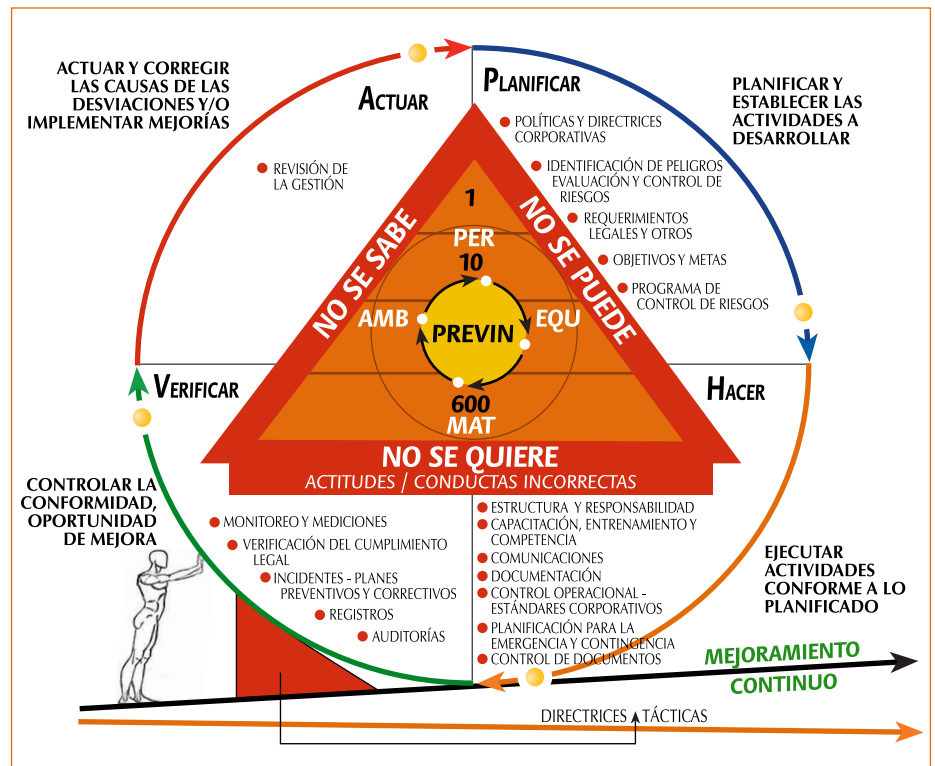 ACTUAR Y CORREGIR
LAS CAUSAS DE LAS
DESVIACIONES Y/O
IMPLEMENTAR MEJORÍAS
ACTUAR
PLANIFICAR
PLANIFICAR Y
ESTABLECER LAS
ACTIVIDADES A
DESARROLLAR
REVISIÓN DE
LA GESTIÓN
POLÍTICAS Y DIRECTRICES
CORPORATIVAS
IDENTIFICACIÓN DE PELIGROS
EVALUACIÓN Y CONTROL DE
RIESGOS
REQUERIMIENTOS
LEGALES Y OTROS
OBJETIVOS Y METAS
PROGRAMA DE
CONTROL DE RIESGOS
NO SE SABE
NO SE PUEDE
1
PER
10
AMB
PREVIN
EQU
600
MAT
NO SE QUIERE
ACTITUDES / CONDUCTAS INCORRECTAS
VERIFICAR
HACER
CONTROLAR LA
CONFORMIDAD,
OPORTUNIDAD
DE MEJORA
MONITOREO Y MEDICIONES
VERIFICACIÓN DEL CUMPLIMIENTO
LEGAL
INCIDENTES - PLANES
PREVENTIVOS Y CORRECTIVOS
REGISTROS
AUDITORÍAS
ESTRUCTURA Y RESPONSABILIDAD
CAPACITACIÓN, ENTRENAMIENTO Y
COMPETENCIA
COMUNICACIONES
DOCUMENTACIÓN
CONTROL OPERACIONAL -
ESTÁNDARES CORPORATIVOS
PLANIFICACIÓN PARA LA
EMERGENCIA Y CONTINGENCIA
CONTROL DE DOCUMENTOS
EJECUTAR
ACTIVIDADES
CONFORME A LO
PLANIFICADO
MEJORAMIENTO
CONTINUO
DIRECTRICES TÁCTICAS